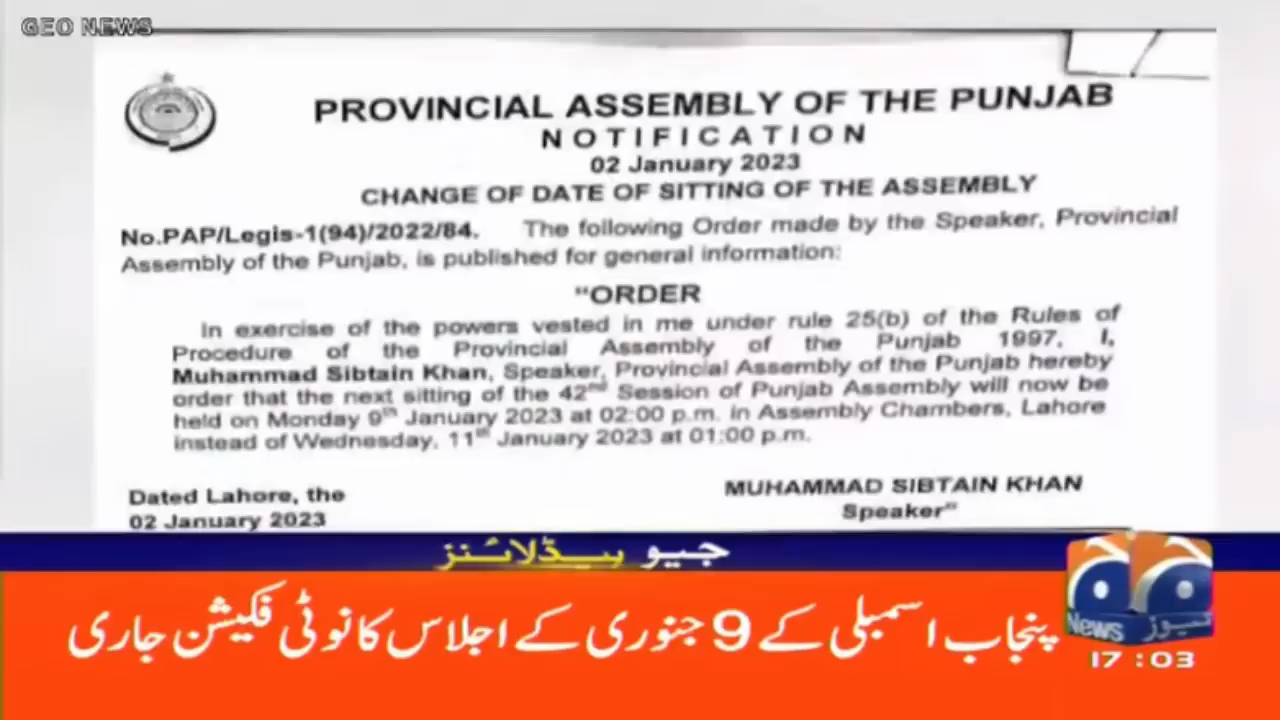 GEO NEWS
PROVINCIAL ASSEMBLY OF THE PUNJAB
NOTIFICATION
02 January 2023
CHANGE OF DATE OF SITTING OF THE ASSEMBLY
No.PAP/Legis-1(94)/2022/84. The following Order made by the Speaker, Provincial
Assembly of the Punjab, is published for general information:
"ORDER
In exercise of the powers vested in me under rule 25(b) of the Rules of
Procedure of the Provincial Assembly of the Punjab 1997, I,
Muhammad Sibtain Khan, Speaker, Provincial Assembly of the Punjab hereby
order that the next sitting of the 42nd Session of Punjab Assembly will now be
held on Monday 9th January 2023 at 02:00 p.m. in Assembly Chambers, Lahore
instead of Wednesday, 11th January 2023 at 01:00 p.m.
Dated Lahore, the
02 January 2023
MUHAMMAD SIBTAIN KHAN
Speaker"
جیو ہیڈلائنز
پنجاب اسمبلی کے 9 جنوری کے اجلاس کا نوٹی فکیشن جاری
News نیوز
17:03